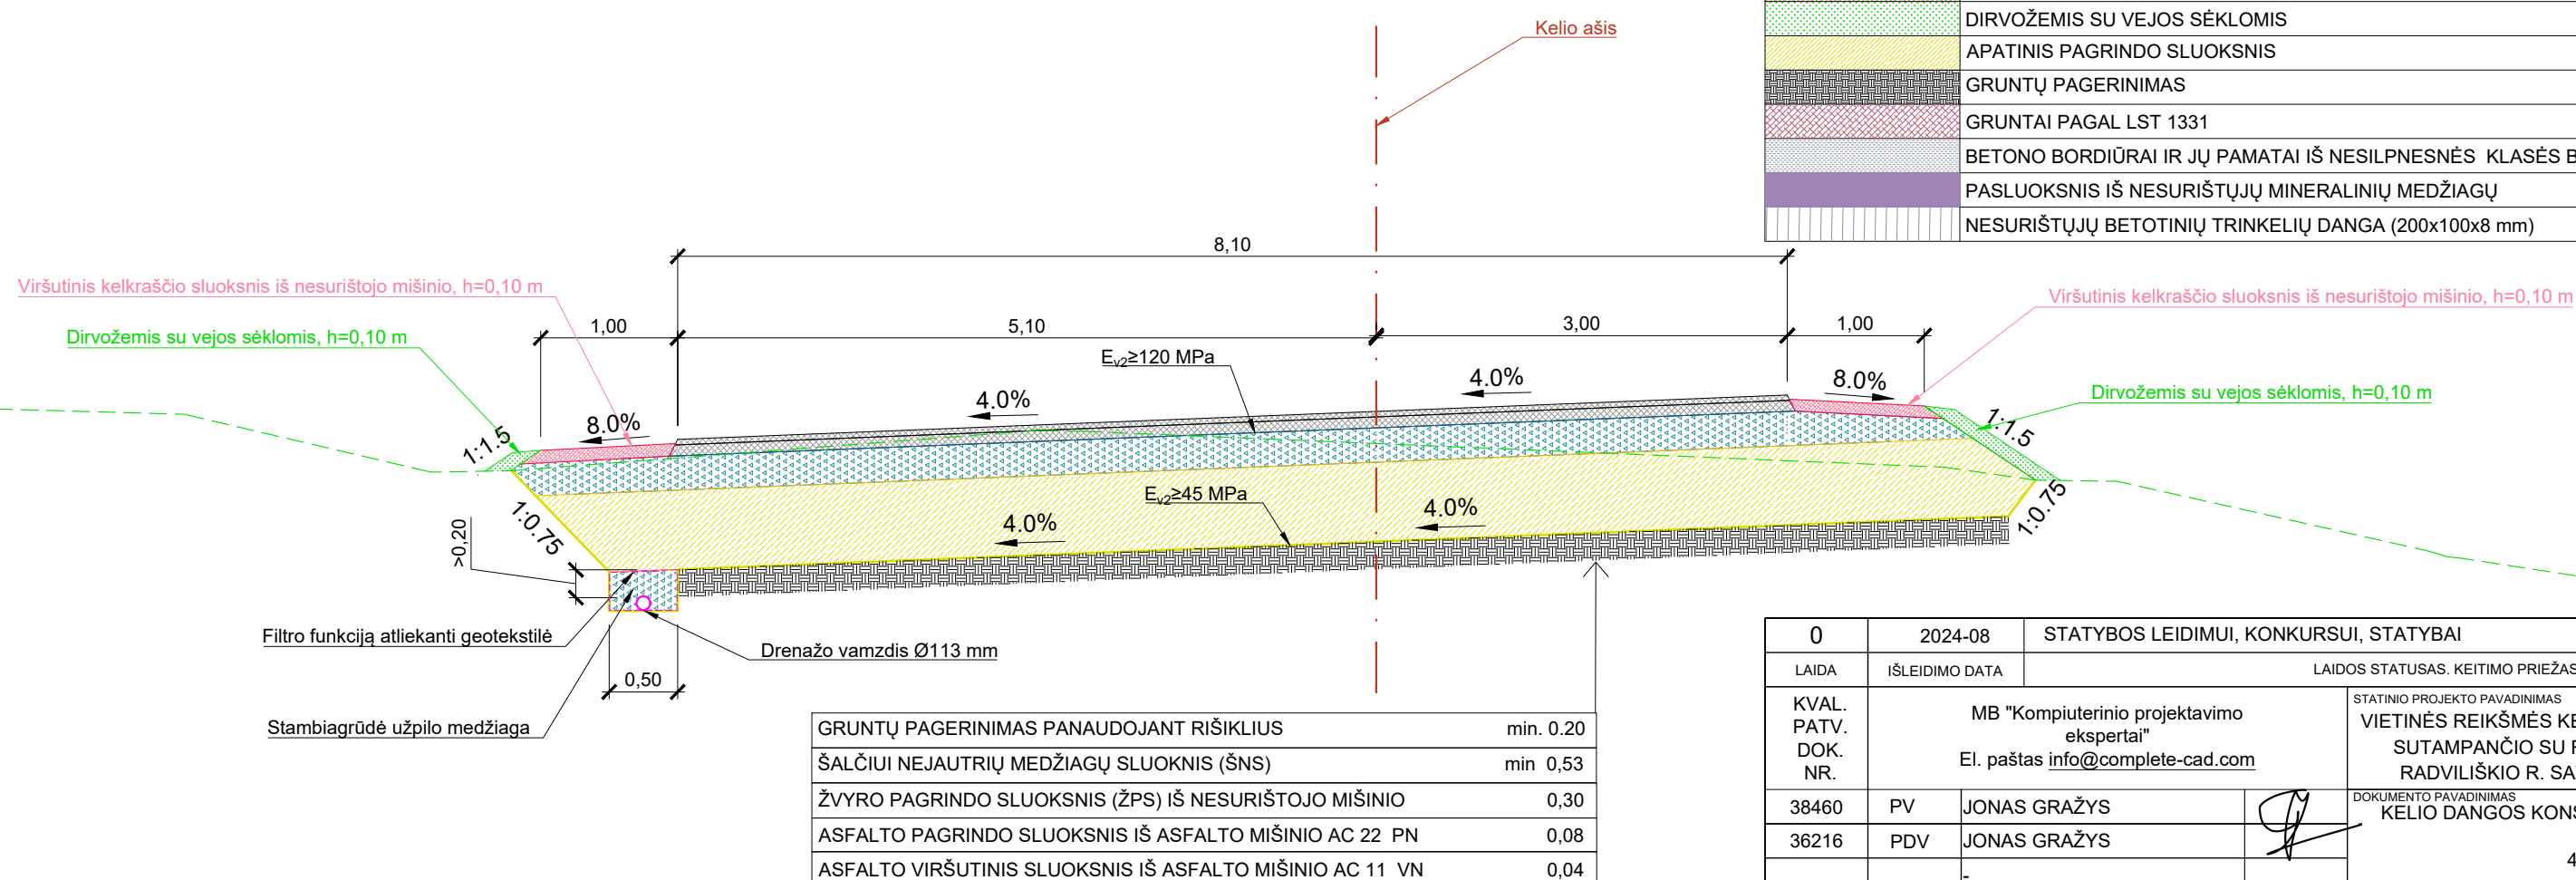 Kelio ašis
DIRVOŽEMIS SU VEJOS SĖKLOMIS
APATINIS PAGRINDO SLUOKSNIS
GRUNTŲ PAGERINIMAS
GRUNTAI PAGAL LST 1331
BETONO BORDIŪRAI IR JŲ PAMATAI IŠ NESILPNESNĖS KLASĖS B
PASLUOKSNIS IŠ NESURIŠTŲJŲ MINERALINIŲ MEDŽIAGŲ
NESURIŠTŲJŲ BETOTINIŲ TRINKELIŲ DANGA (200x100x8 mm)
8,10
Viršutinis kelkraščio sluoksnis iš nesurištojo mišinio, h=0,10 m
Viršutinis kelkraščio sluoksnis iš nesurištojo mišinio, h=0,10 m
Dirvožemis su vejos sėklomis, h=0,10 m
1,00
5,10
3,00
1,00
Ev2≥120 MPa
4.0%
4.0%
8.0%
Dirvožemis su vejos sėklomis, h=0,10 m
8.0%
1:1.5
1:1.5
Ev2≥45 MPa
4.0%
4.0%
1:0.75
1:0.75
>0,20
Filtro funkciją atliekanti geotekstilė
Drenažo vamzdis Ø113 mm
0,50
Stambiagrūdė užpilo medžiaga
GRUNTŲ PAGERINIMAS PANAUDOJANT RIŠIKLIUS min. 0.20
ŠALČIUI NEJAUTRIŲ MEDŽIAGŲ SLUOKNIS (ŠNS) min 0,53
ŽVYRO PAGRINDO SLUOKSNIS (ŽPS) IŠ NESURIŠTOJO MIŠINIO 0,30
ASFALTO PAGRINDO SLUOKSNIS IŠ ASFALTO MIŠINIO AC 22 PN 0,08
ASFALTO VIRŠUTINIS SLUOKSNIS IŠ ASFALTO MIŠINIO AC 11 VN 0,04
0 2024-08 STATYBOS LEIDIMUI, KONKURSUI, STATYBAI
LAIDA IŠLEIDIMO DATA LAIDOS STATUSAS. KEITIMO PRIEŽAS
KVAL.
PATV.
DOK.
NR.
MB "Kompiuterinio projektavimo
ekspertai"
El. paštas info@complete-cad.com
STATINIO PROJEKTO PAVADINIMAS
VIETINĖS REIKŠMĖS KE
SUTAMPANČIO SU
RADVILIŠKIO R. SA
38460 PV JONAS GRAŽYS
36216 PDV JONAS GRAŽYS
-
DOKUMENTO PAVADINIMAS
KELIO DANGOS KONS
4